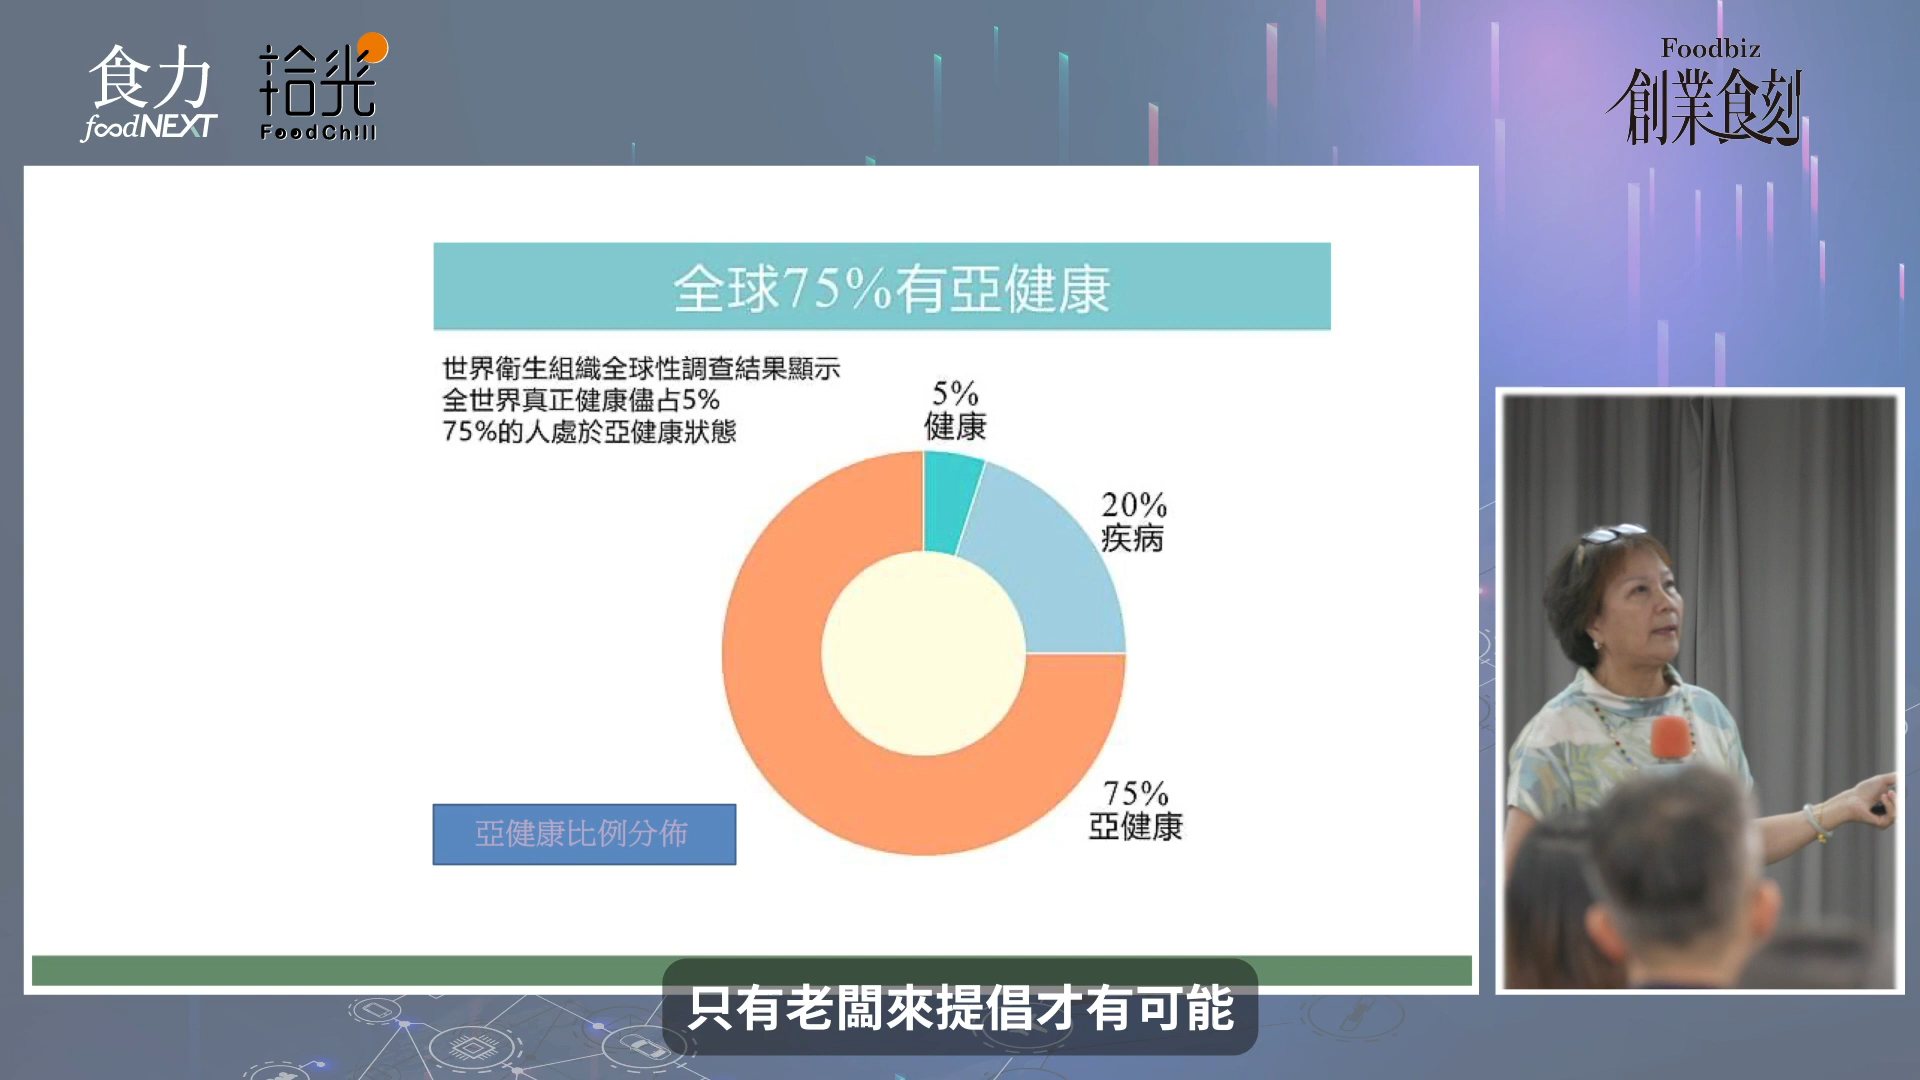 食力
foodNEXT
拾光
FoodCh!ll
Foodbiz
創業食刻
全球75%有亞健康
世界衛生組織全球性調查結果顯示
全世界真正健康儘占5%
75%的人處於亞健康狀態
5%
健康
20%
疾病
75%
亞健康
亞健康比例分佈
只有老闆來提倡才有可能